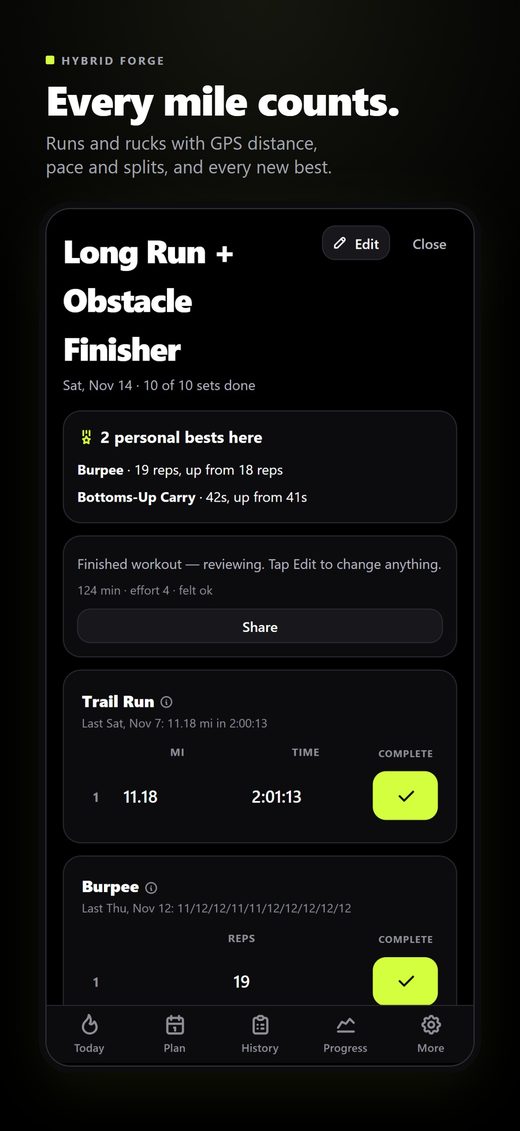 HYBRID FORGE
Every mile counts.
Runs and rucks with GPS distance,
pace and splits, and every new best.
Long Run +
Obstacle
Finisher
Edit
Close
Sat, Nov 14 · 10 of 10 sets done
2 personal bests here
Burpee · 19 reps, up from 18 reps
Bottoms-Up Carry · 42s, up from 41s
Finished workout — reviewing. Tap Edit to change anything.
124 min · effort 4 · felt ok
Share
Trail Run
Last Sat, Nov 7: 11.18 mi in 2:00:13
MI TIME COMPLETE
1 11.18 2:01:13
Burpee
Last Thu, Nov 12: 11/12/12/11/11/12/12/12/12/12
REPS COMPLETE
1 19
Today Plan History Progress More